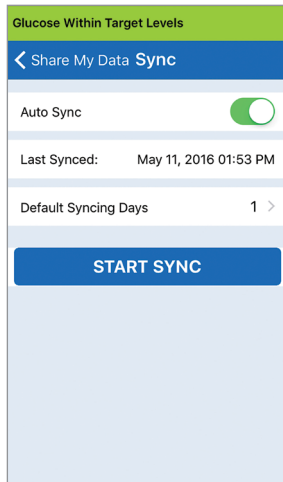 Glucose Within Target Levels
Share My Data Sync
Auto Sync
Last Synced: May 11, 2016 01:53 PM
Default Syncing Days 1
START SYNC